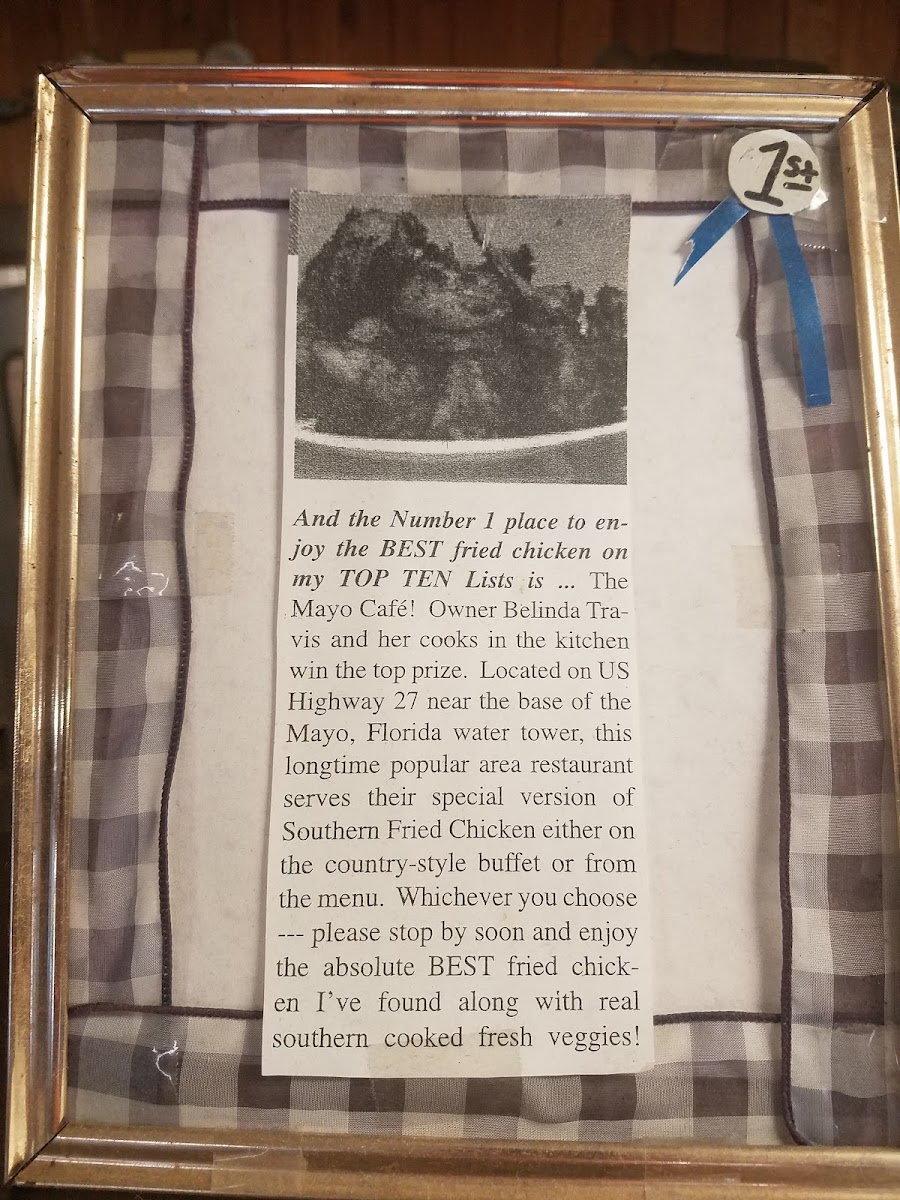 1st
And the Number 1 place to en-
joy the BEST fried chicken on
my TOP TEN Lists is ... The
Mayo Café! Owner Belinda Tra-
vis and her cooks in the kitchen
win the top prize. Located on US
Highway 27 near the base of the
Mayo, Florida water tower, this
longtime popular area restaurant
serves their special version of
Southern Fried Chicken either on
the country-style buffet or from
the menu. Whichever you choose
--- please stop by soon and enjoy
the absolute BEST fried chick-
en I've found along with real
southern cooked fresh veggies!